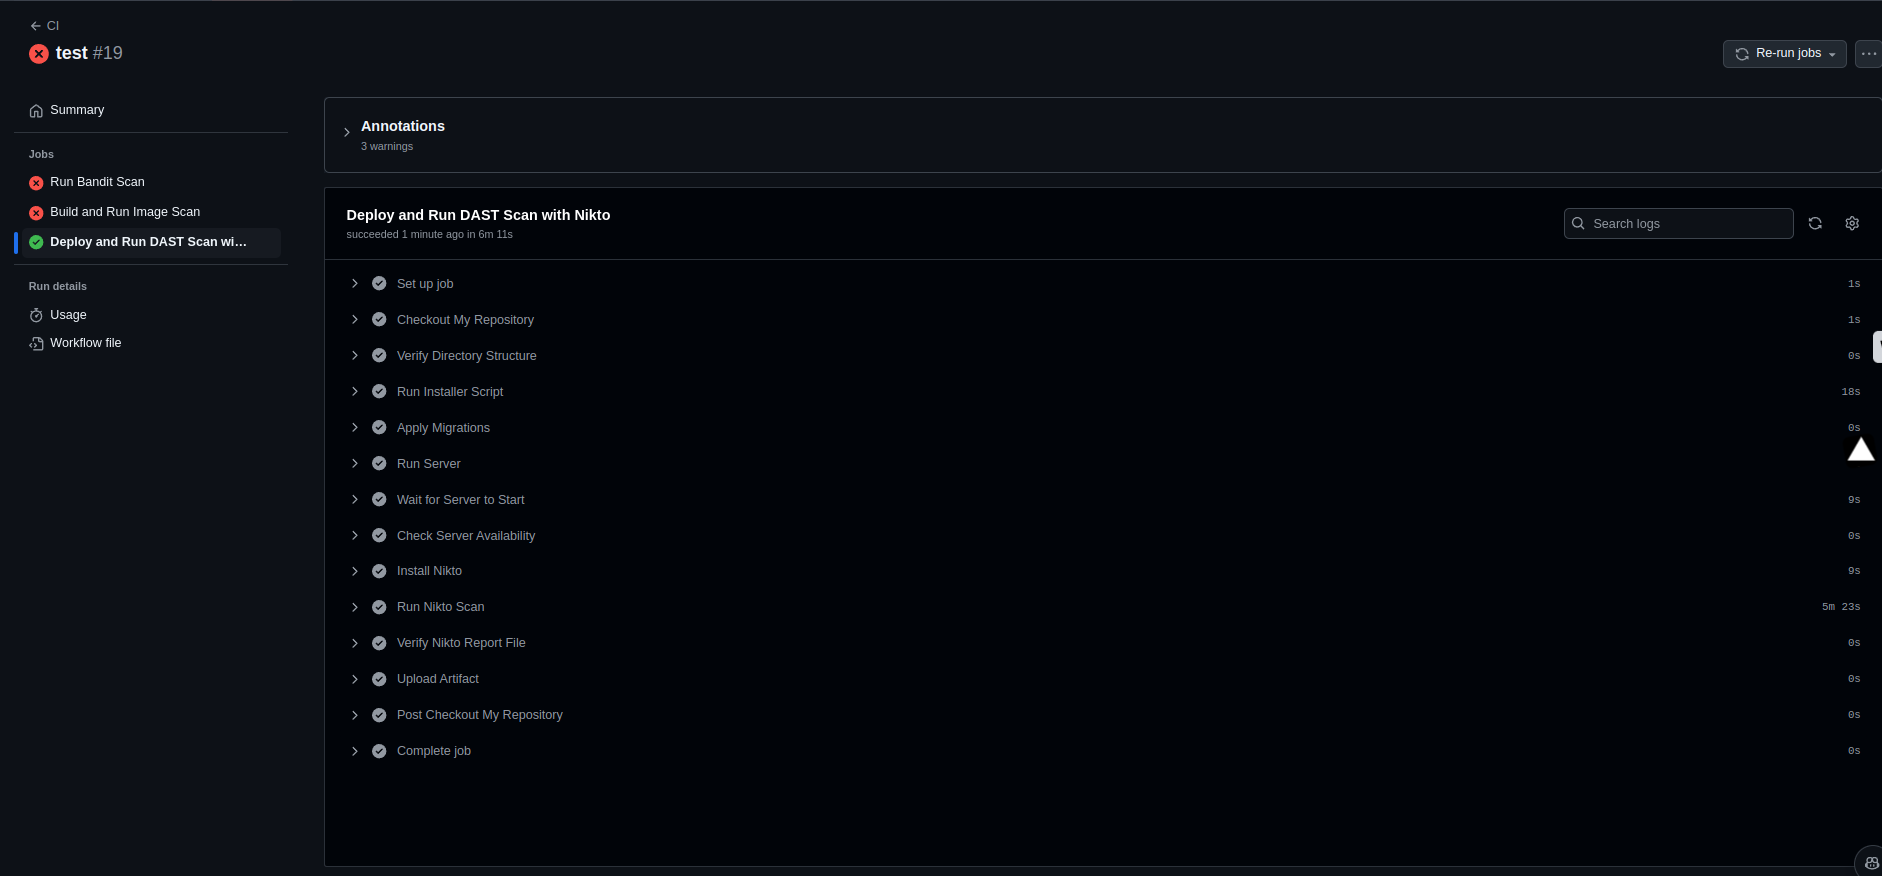 CI
test #19
Re-run jobs
Summary
Jobs
Run Bandit Scan
Build and Run Image Scan
Deploy and Run DAST Scan wi...
Run details
Usage
Workflow file
Annotations
3 warnings
Deploy and Run DAST Scan with Nikto
succeeded 1 minute ago in 6m 11s
Search logs
Set up job 1s
Checkout My Repository 1s
Verify Directory Structure 0s
Run Installer Script 18s
Apply Migrations 0s
Run Server
Wait for Server to Start 9s
Check Server Availability 0s
Install Nikto 9s
Run Nikto Scan 5m 23s
Verify Nikto Report File 0s
Upload Artifact 0s
Post Checkout My Repository 0s
Complete job 0s